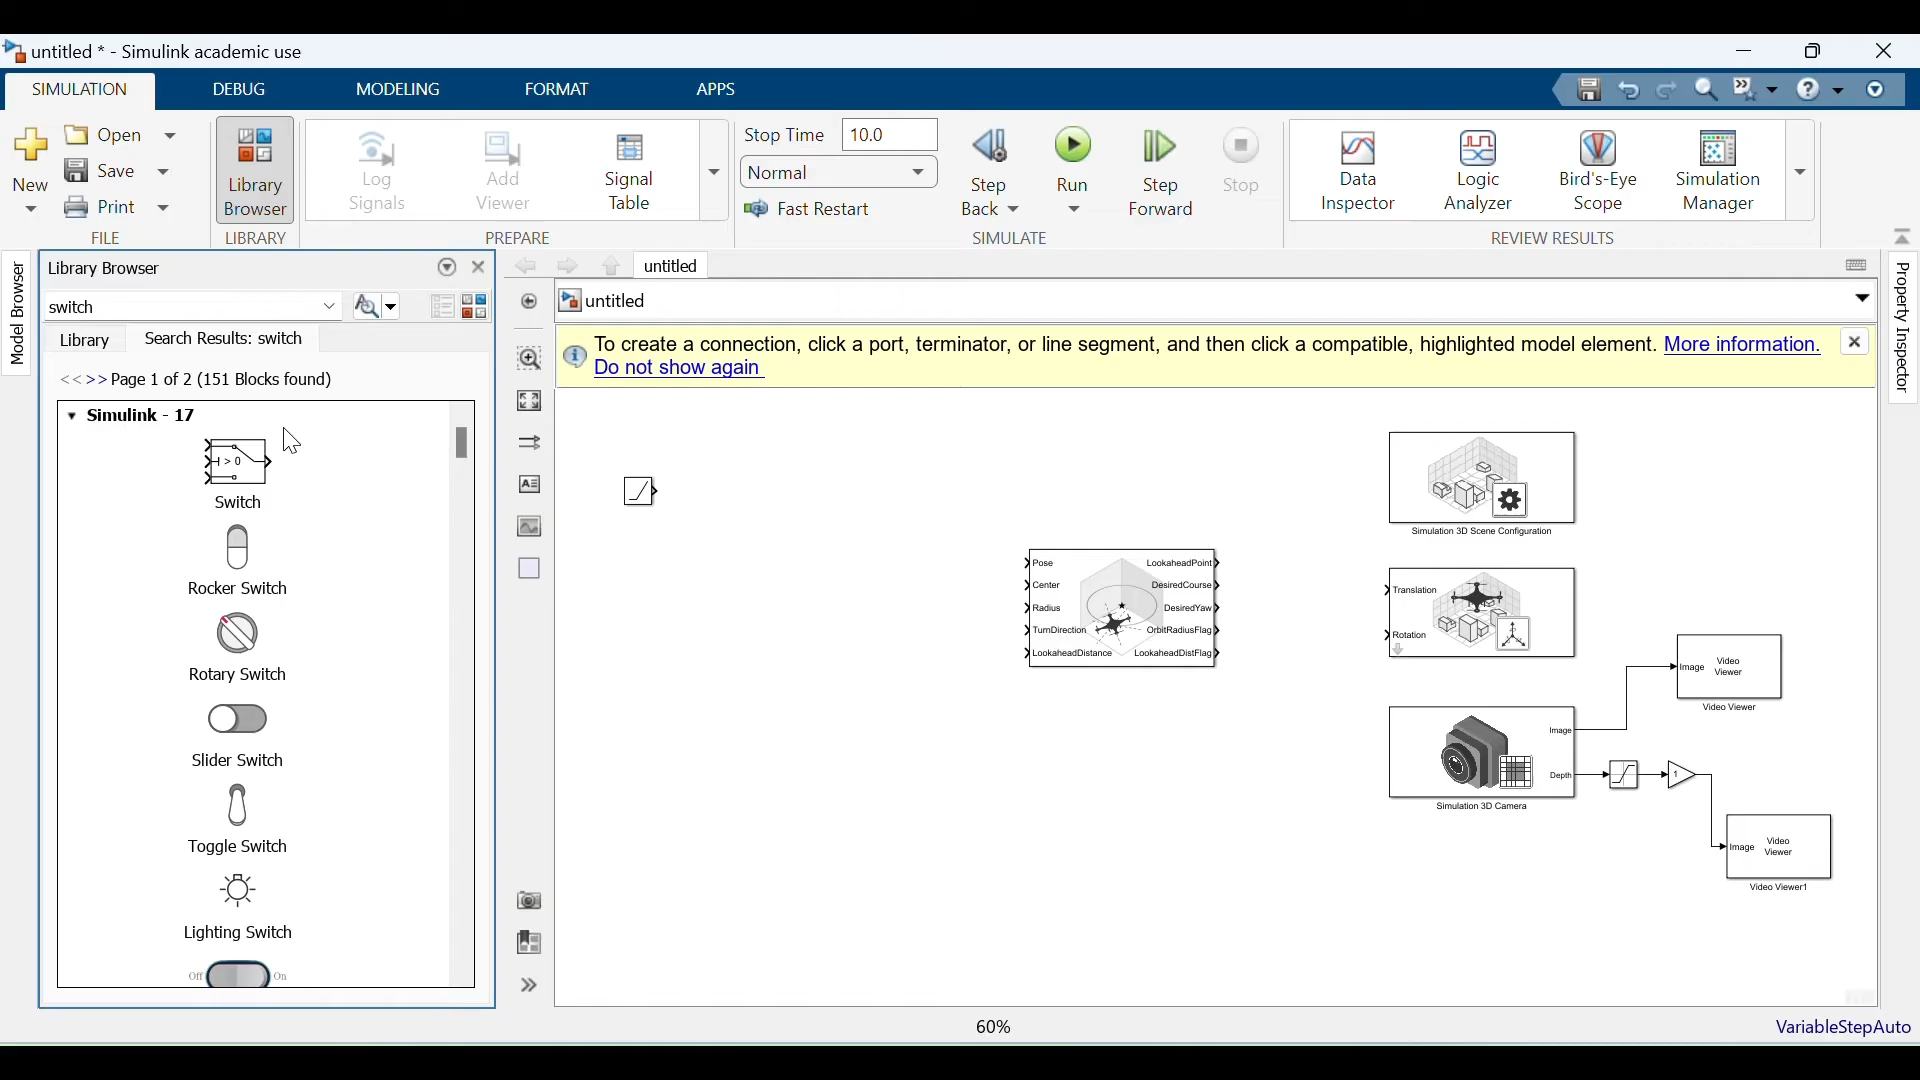 untitled * - Simulink academic use
SIMULATION DEBUG MODELING FORMAT APPS
New
Open
Save
Print
FILE
Library
Browser
LIBRARY
Log
Signals
Add
Viewer
Signal
Table
PREPARE
Stop Time 10.0
Normal
Fast Restart
Step
Back
Run
Step
Forward
Stop
SIMULATE
Data
Inspector
Logic
Analyzer
Bird's-Eye
Scope
Simulation
Manager
REVIEW RESULTS
Model Browser
Library Browser
switch
Library Search Results: switch
<< >> Page 1 of 2 (151 Blocks found)
Simulink - 17
> 0
Switch
Rocker Switch
Rotary Switch
Slider Switch
Toggle Switch
Lighting Switch
Off On
untitled
untitled
To create a connection, click a port, terminator, or line segment, and then click a compatible, highlighted model element. More information.
Do not show again
Property Inspector
Simulation 3D Scene Configuration
Pose LookaheadPoint
Center DesiredCourse
Radius DesiredYaw
TurnDirection OrbitRadiusFlag
LookaheadDistance LookaheadDistFlag
Translation
Rotation
Image Video
Viewer
Video Viewer
Image
Depth
Simulation 3D Camera
1
Image Video
Viewer
Video Viewer1
60%
VariableStepAuto